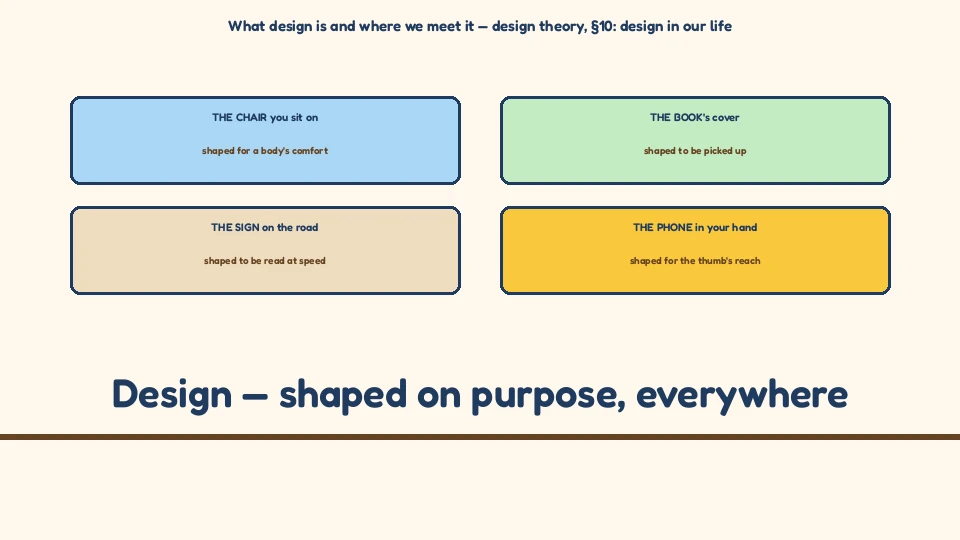 What design is and where we meet it — design theory, §10: design in our life
THE CHAIR you sit on
shaped for a body's comfort
THE BOOK's cover
shaped to be picked up
THE SIGN on the road
shaped to be read at speed
THE PHONE in your hand
shaped for the thumb's reach
Design — shaped on purpose, everywhere